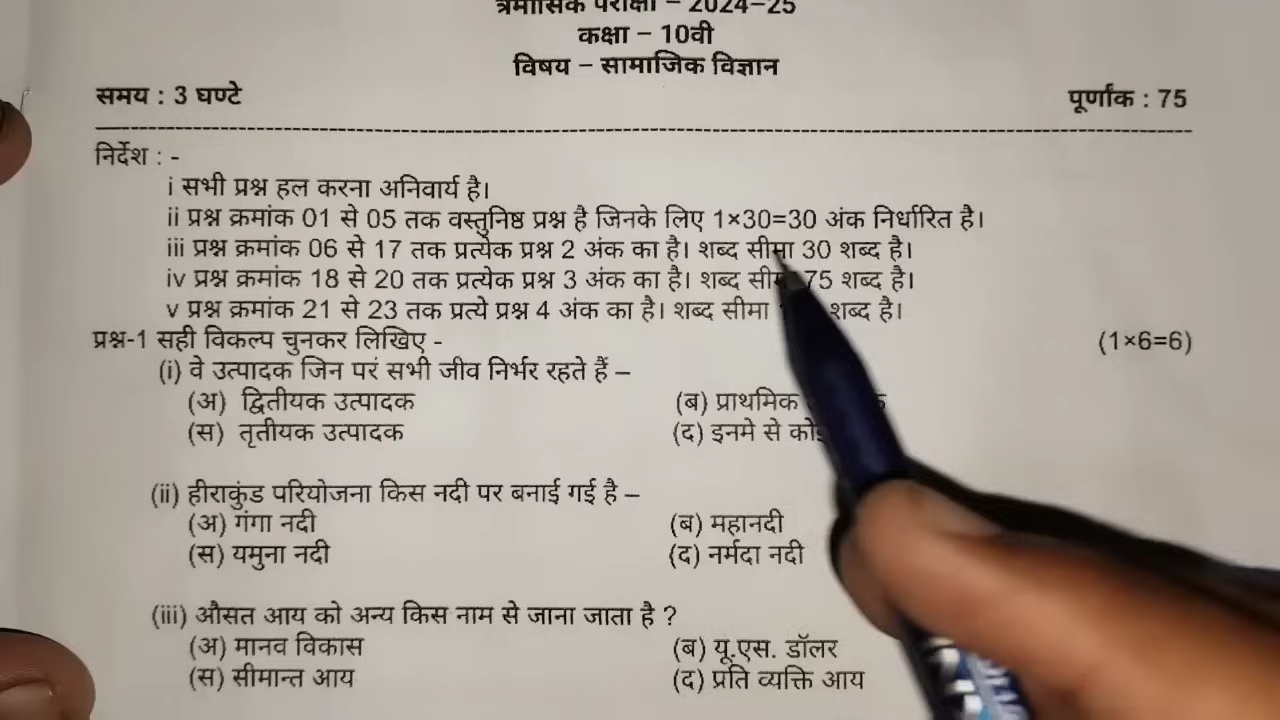 त्रैमासिक परीक्षा – 2024–25
कक्षा – 10वी
विषय – सामाजिक विज्ञान
समय : 3 घण्टे पूर्णांक : 75
निर्देश : -
i सभी प्रश्न हल करना अनिवार्य है।
ii प्रश्न क्रमांक 01 से 05 तक वस्तुनिष्ठ प्रश्न है जिनके लिए 1×30=30 अंक निर्धारित है।
iii प्रश्न क्रमांक 06 से 17 तक प्रत्येक प्रश्न 2 अंक का है। शब्द सीमा 30 शब्द है।
iv प्रश्न क्रमांक 18 से 20 तक प्रत्येक प्रश्न 3 अंक का है। शब्द 75 शब्द है।
v प्रश्न क्रमांक 21 से 23 तक प्रत्ये प्रश्न 4 अंक का है। शब्द सीमा शब्द है।
प्रश्न-1 सही विकल्प चुनकर लिखिए - (1×6=6)
(i) वे उत्पादक जिन पर सभी जीव निर्भर रहते हैं –
(अ) द्वितीयक उत्पादक (ब) प्राथमिक
(स) तृतीयक उत्पादक (द) इनमे से
(ii) हीराकुंड परियोजना किस नदी पर बनाई गई है –
(अ) गंगा नदी (ब) महानदी
(स) यमुना नदी (द) नर्मदा नदी
(iii) औसत आय को अन्य किस नाम से जाना जाता है ?
(अ) मानव विकास (ब) यू.एस. डॉलर
(स) सीमान्त आय (द) प्रति व्यक्ति आय